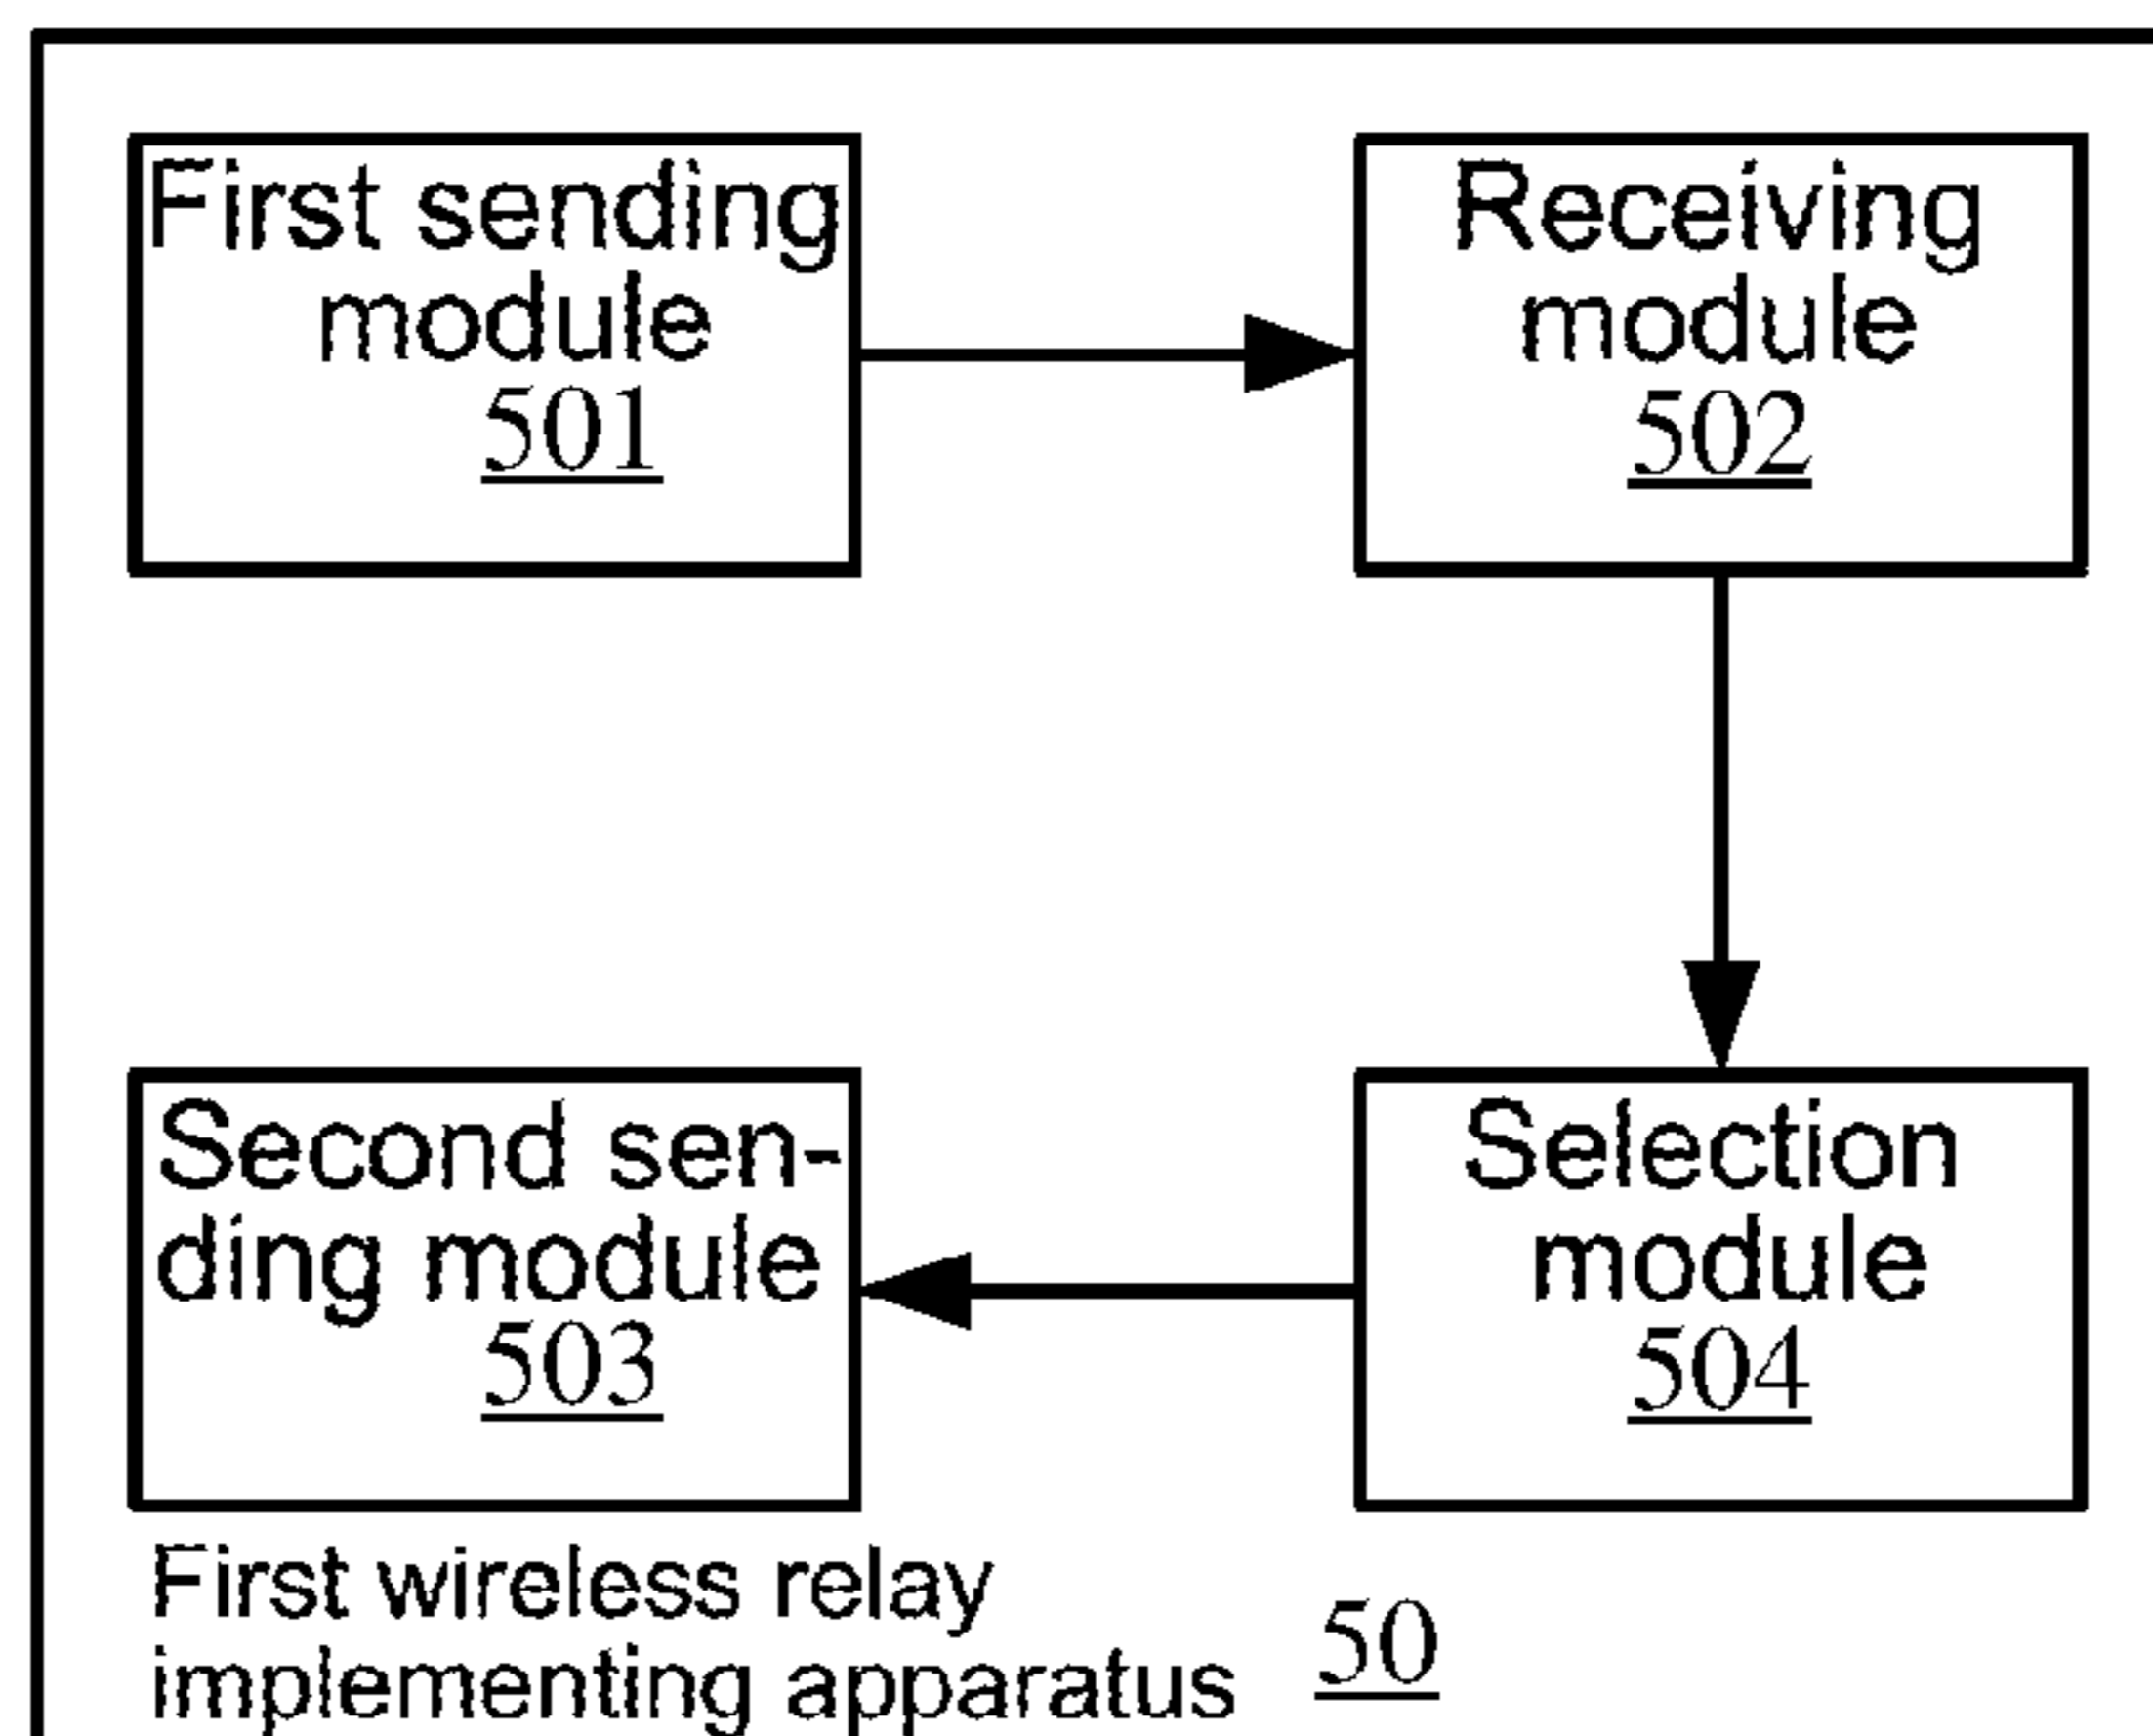 First sending
module
501
Receiving
module
502
Second sen-
ding module
503
Selection
module
504
First wireless relay
implementing apparatus
50